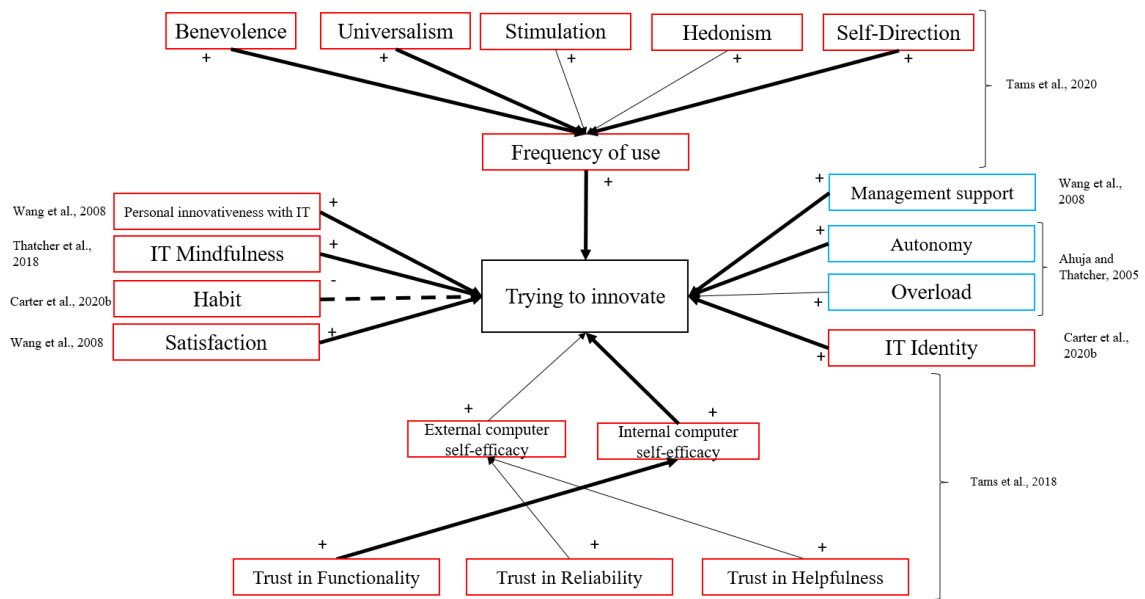 Benevolence
Universalism
Stimulation
Hedonism
Self-Direction
+
+
+
+
+
Tams et al., 2020
Frequency of use
+
Wang et al., 2008
Personal innovativeness with IT
+
Thatcher et al.,
2018
IT Mindfulness
+
Carter et al., 2020b
Habit
-
Wang et al., 2008
Satisfaction
+
Trying to innovate
+
Management support
Wang et al.,
2008
+
Autonomy
Ahuja and
Thatcher, 2005
+
Overload
+
IT Identity
Carter et al.,
2020b
+
+
External computer
self-efficacy
Internal computer
self-efficacy
Tams et al., 2018
+
+
+
Trust in Functionality
Trust in Reliability
Trust in Helpfulness